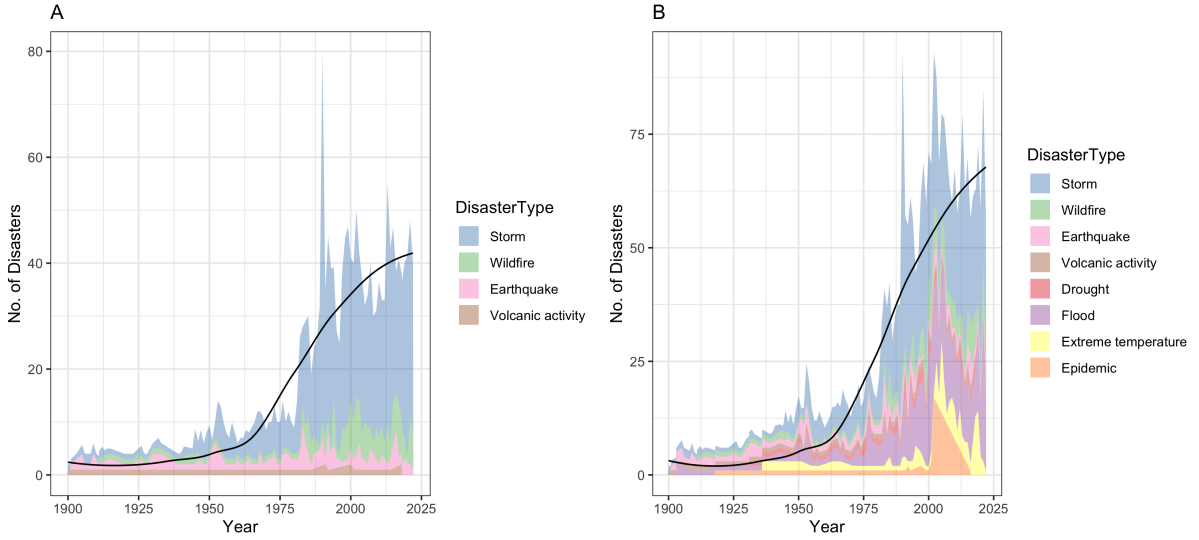 A
No. of Disasters
80
60
40
20
0
1900 1925 1950 1975 2000 2025
Year
DisasterType
Storm
Wildfire
Earthquake
Volcanic activity
B
No. of Disasters
75
50
25
0
1900 1925 1950 1975 2000 2025
Year
DisasterType
Storm
Wildfire
Earthquake
Volcanic activity
Drought
Flood
Extreme temperature
Epidemic